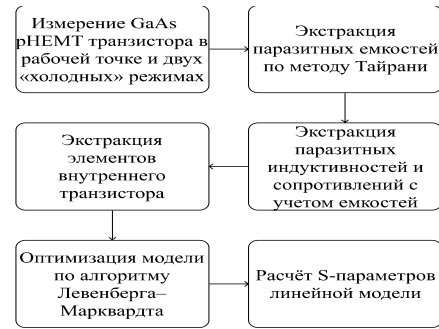 Измерение GaAs
pHEMT транзистора в
рабочей точке и двух
«холодных» режимах
Экстракция
паразитных емкостей
по методу Тайрани
Экстракция
паразитных
индуктивностей и
сопротивлений с
учетом емкостей
Экстракция
элементов
внутреннего
транзистора
Оптимизация модели
по алгоритму
Левенберга–
Марквардта
Расчёт S-параметров
линейной модели